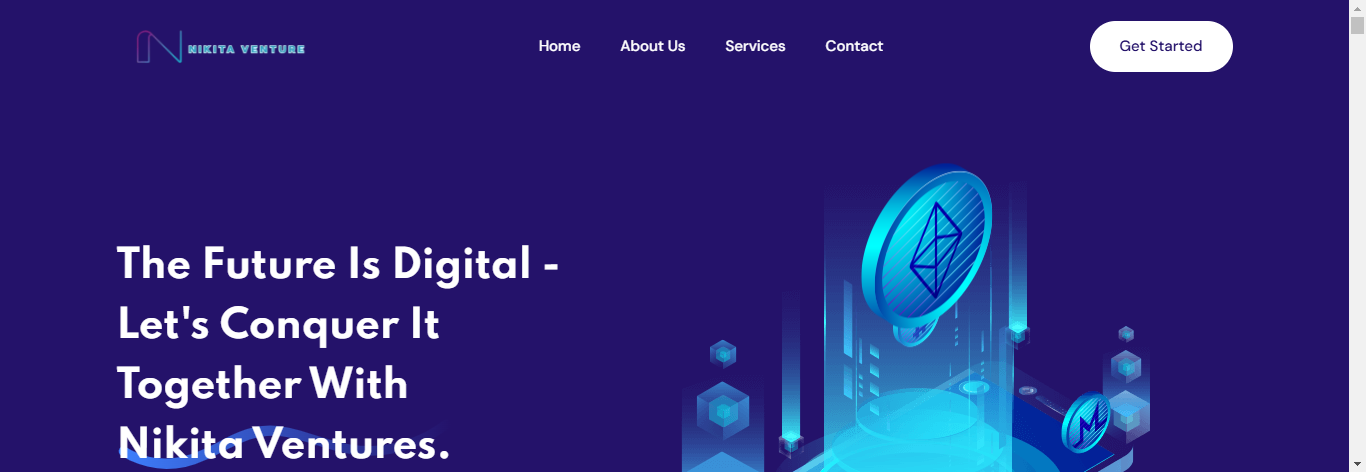 NIKITA VENTURE
Home
About Us
Services
Contact
Get Started
The Future Is Digital -
Let's Conquer It
Together With
Nikita Ventures.